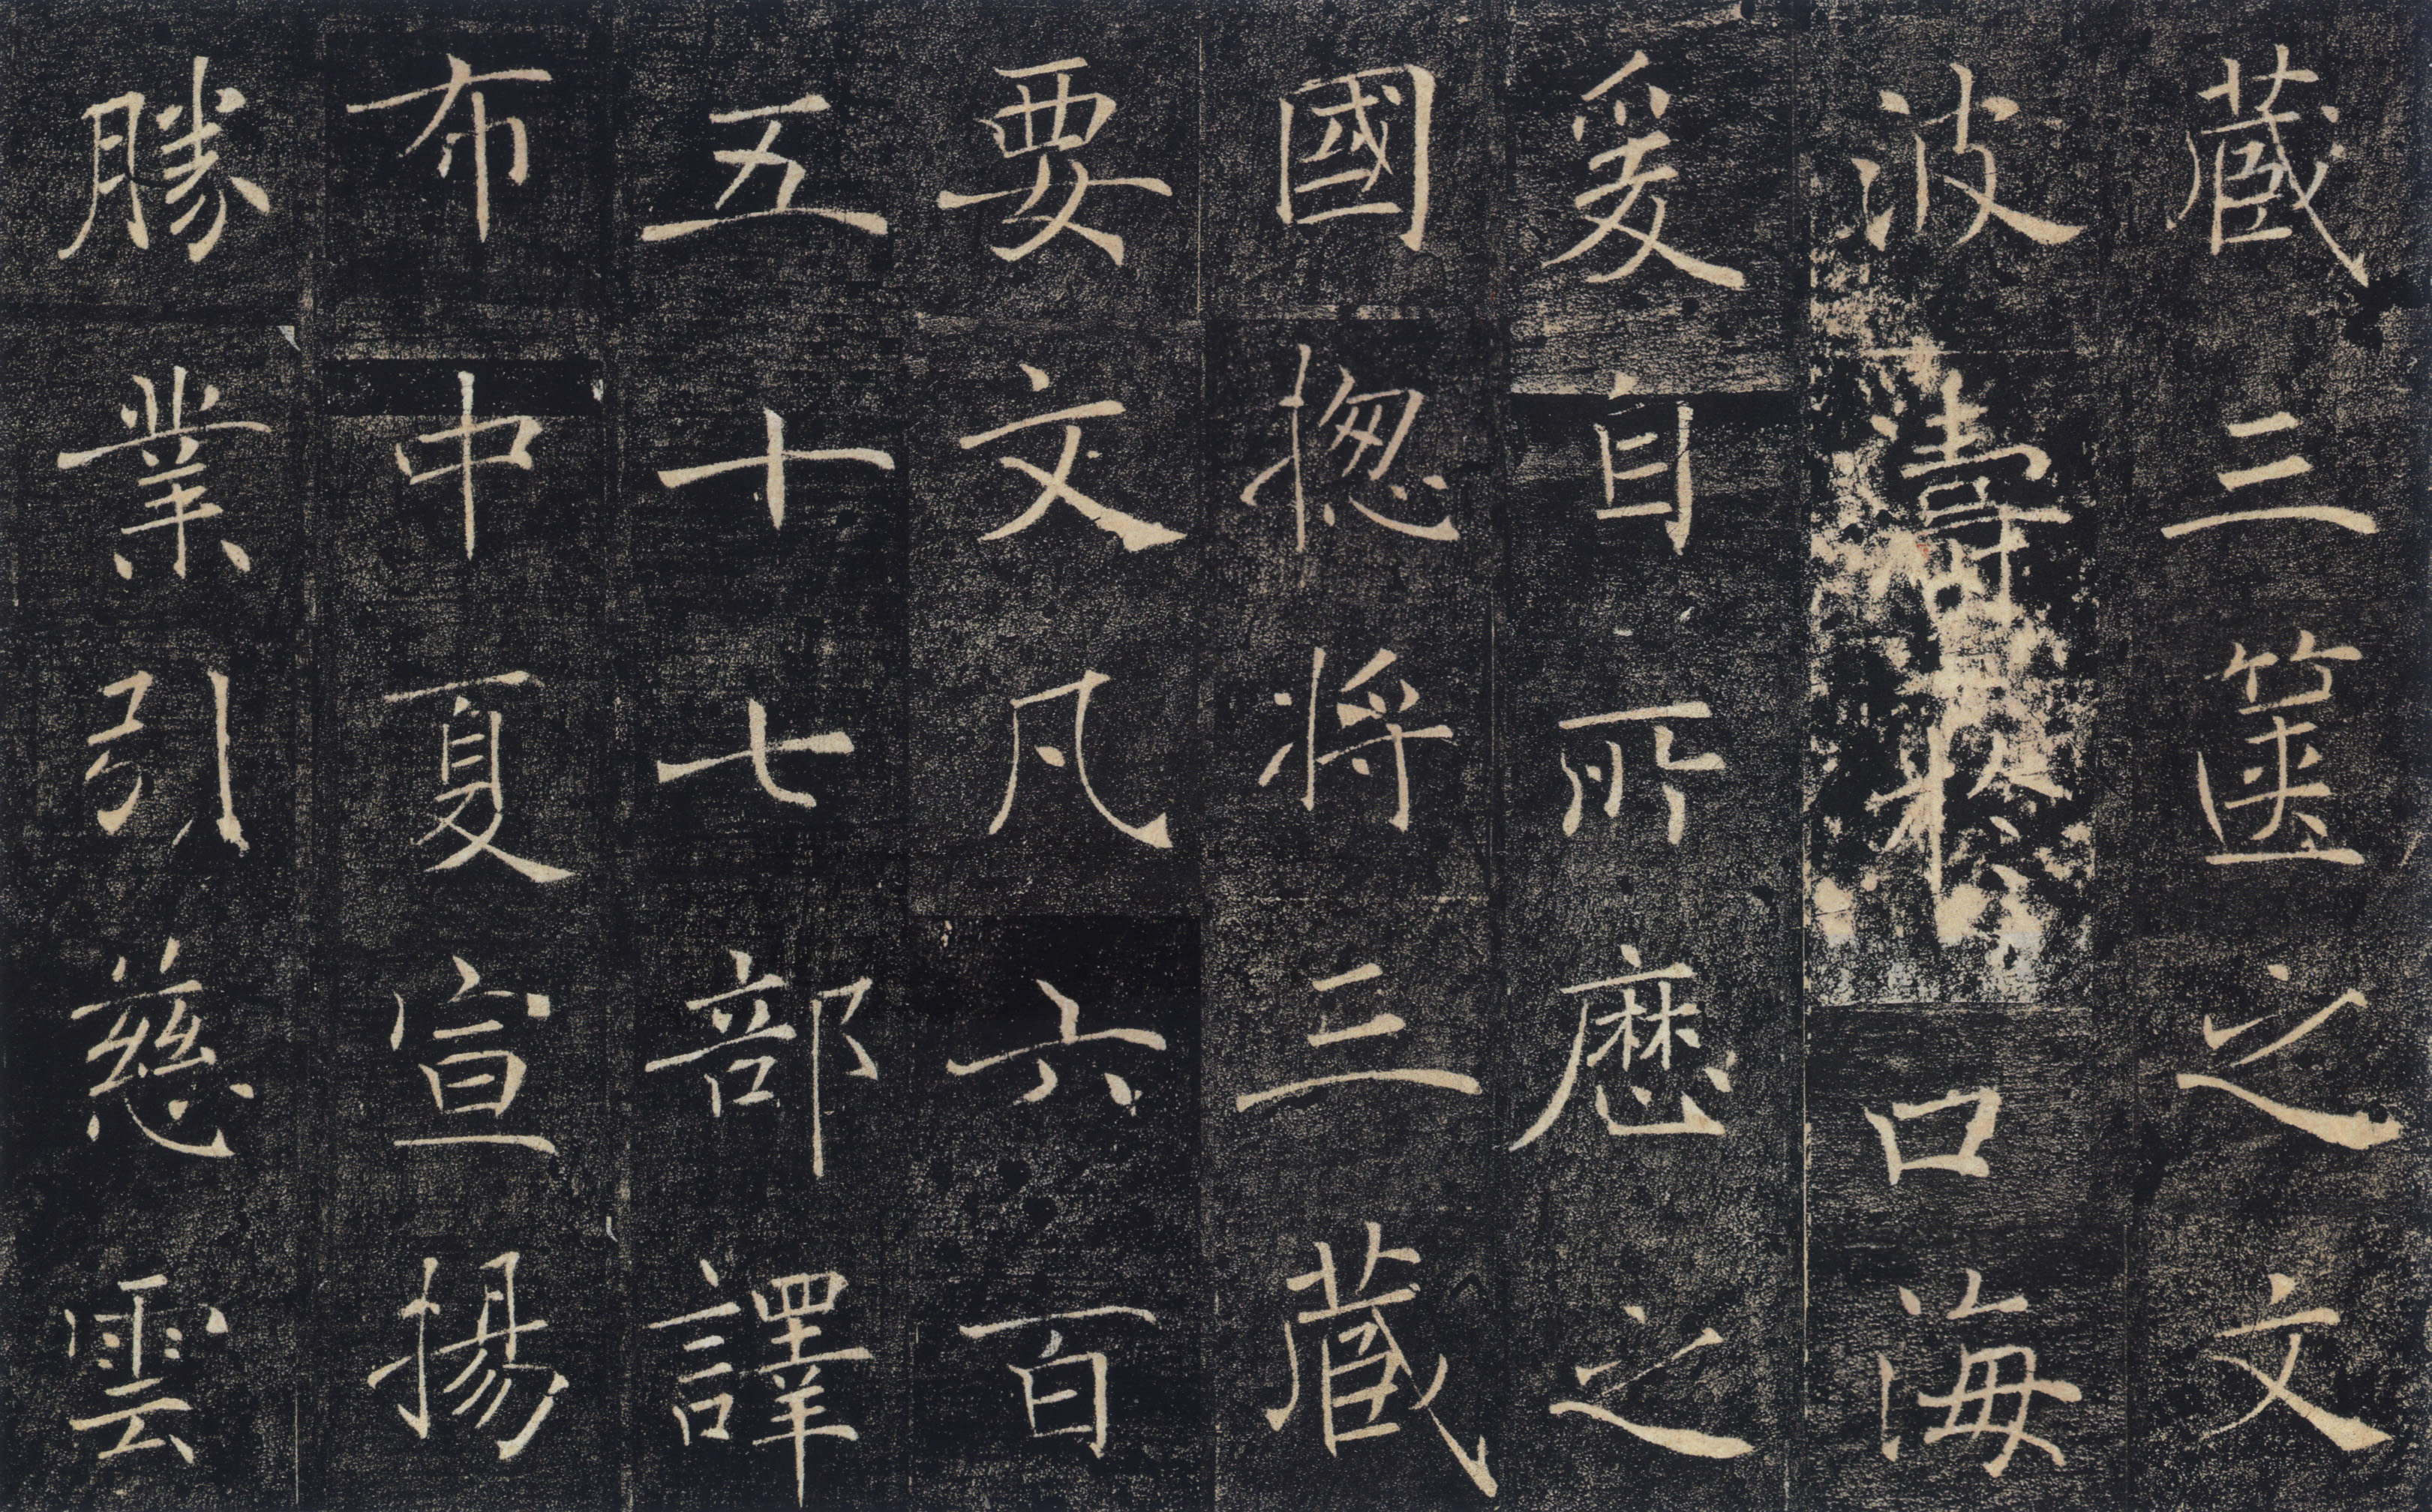 藏三箧之文
波濤於口海
爰自所歷之
國揔将三藏
要文凡六百
五十七部譯
布中夏宣揚
勝業引慈雲